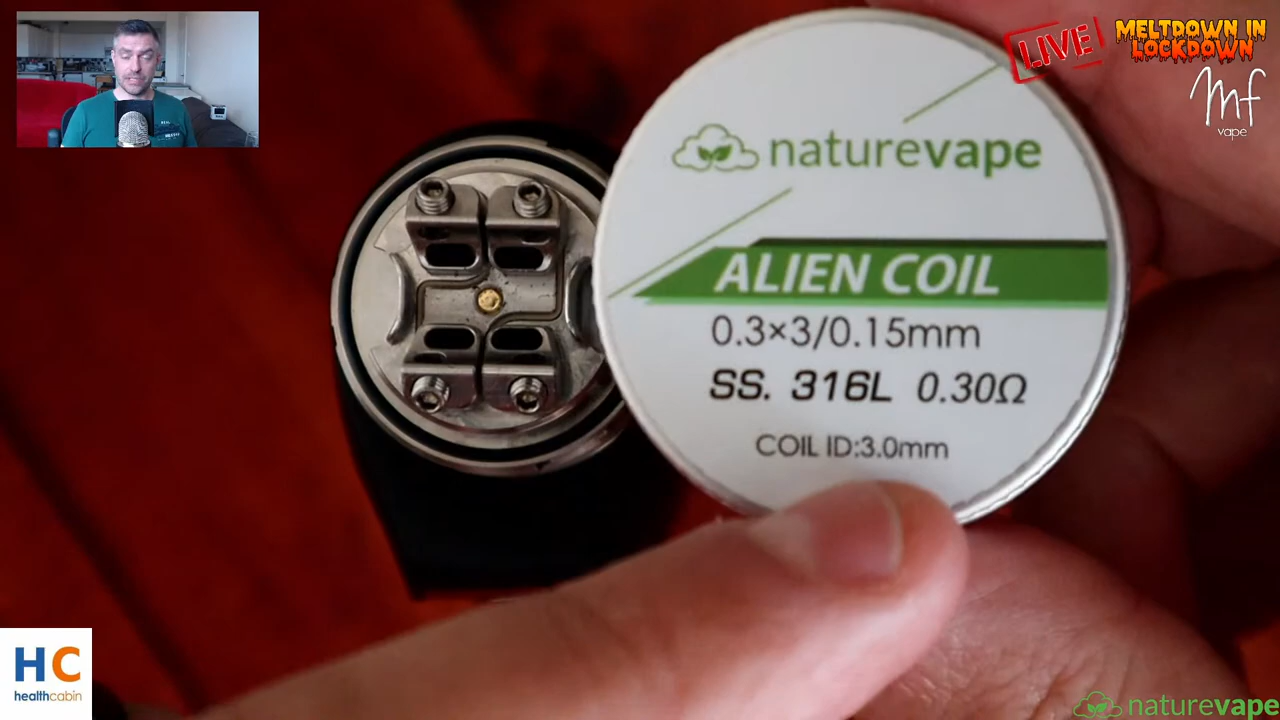 LIVE
MELTDOWN IN
LOCKDOWN
mf
vape
naturevape
ALIEN COIL
0.3×3/0.15mm
SS. 316L 0.30Ω
COIL ID:3.0mm
HC
healthcabin
naturevape